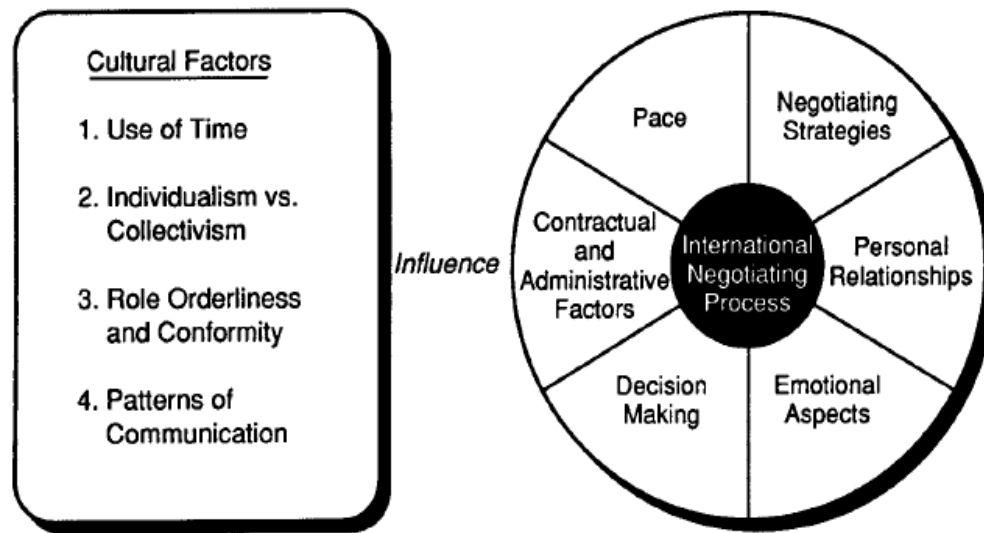 Cultural Factors
1. Use of Time
2. Individualism vs.
Collectivism
3. Role Orderliness
and Conformity
4. Patterns of
Communication
Influence
Pace
Negotiating
Strategies
Contractual
and
Administrative
Factors
International
Negotiating
Process
Personal
Relationships
Decision
Making
Emotional
Aspects